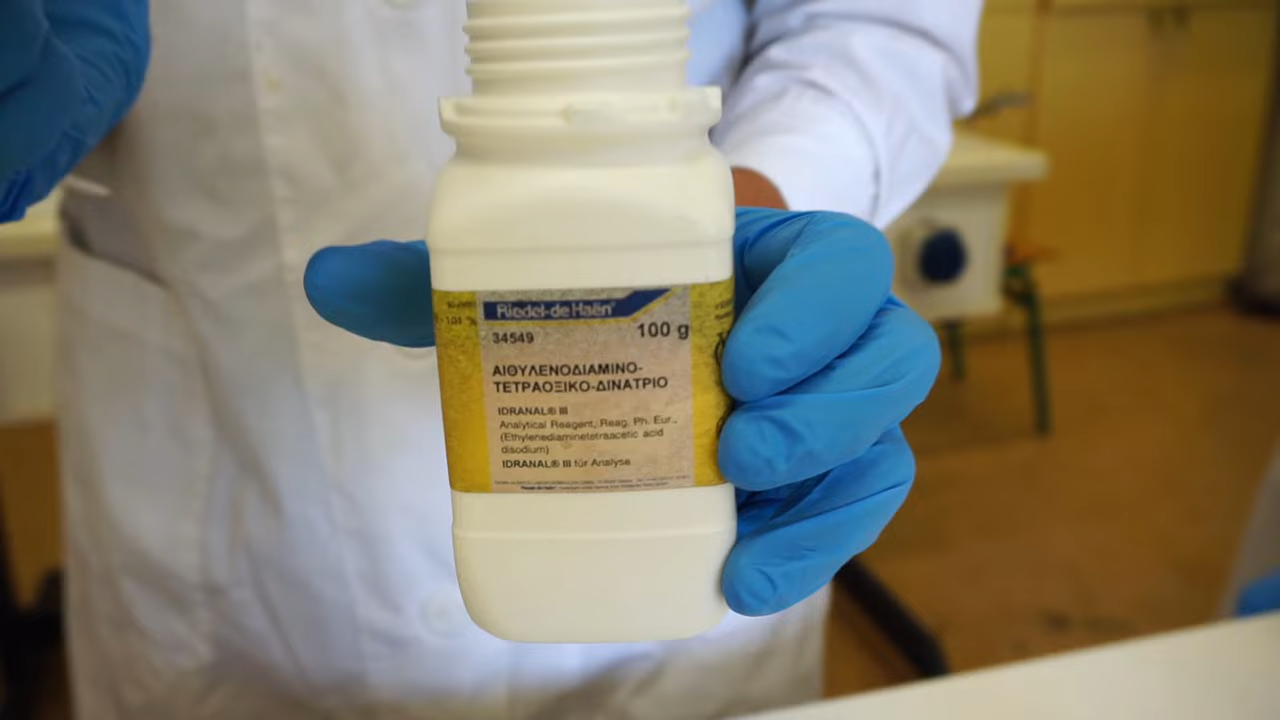 Riedel-de Haën®
34549
100 g
ΑΙΘΥΛΕΝΟΔΙΑΜΙΝΟ-
ΤΕΤΡΑΟΞΙΚΟ-ΔΙΝΑΤΡΙΟ
IDRANAL® III
Analytical Reagent, Reag. Ph. Eur.,
(Ethylenediaminetetraacetic acid
disodium)
IDRANAL® III für Analyse